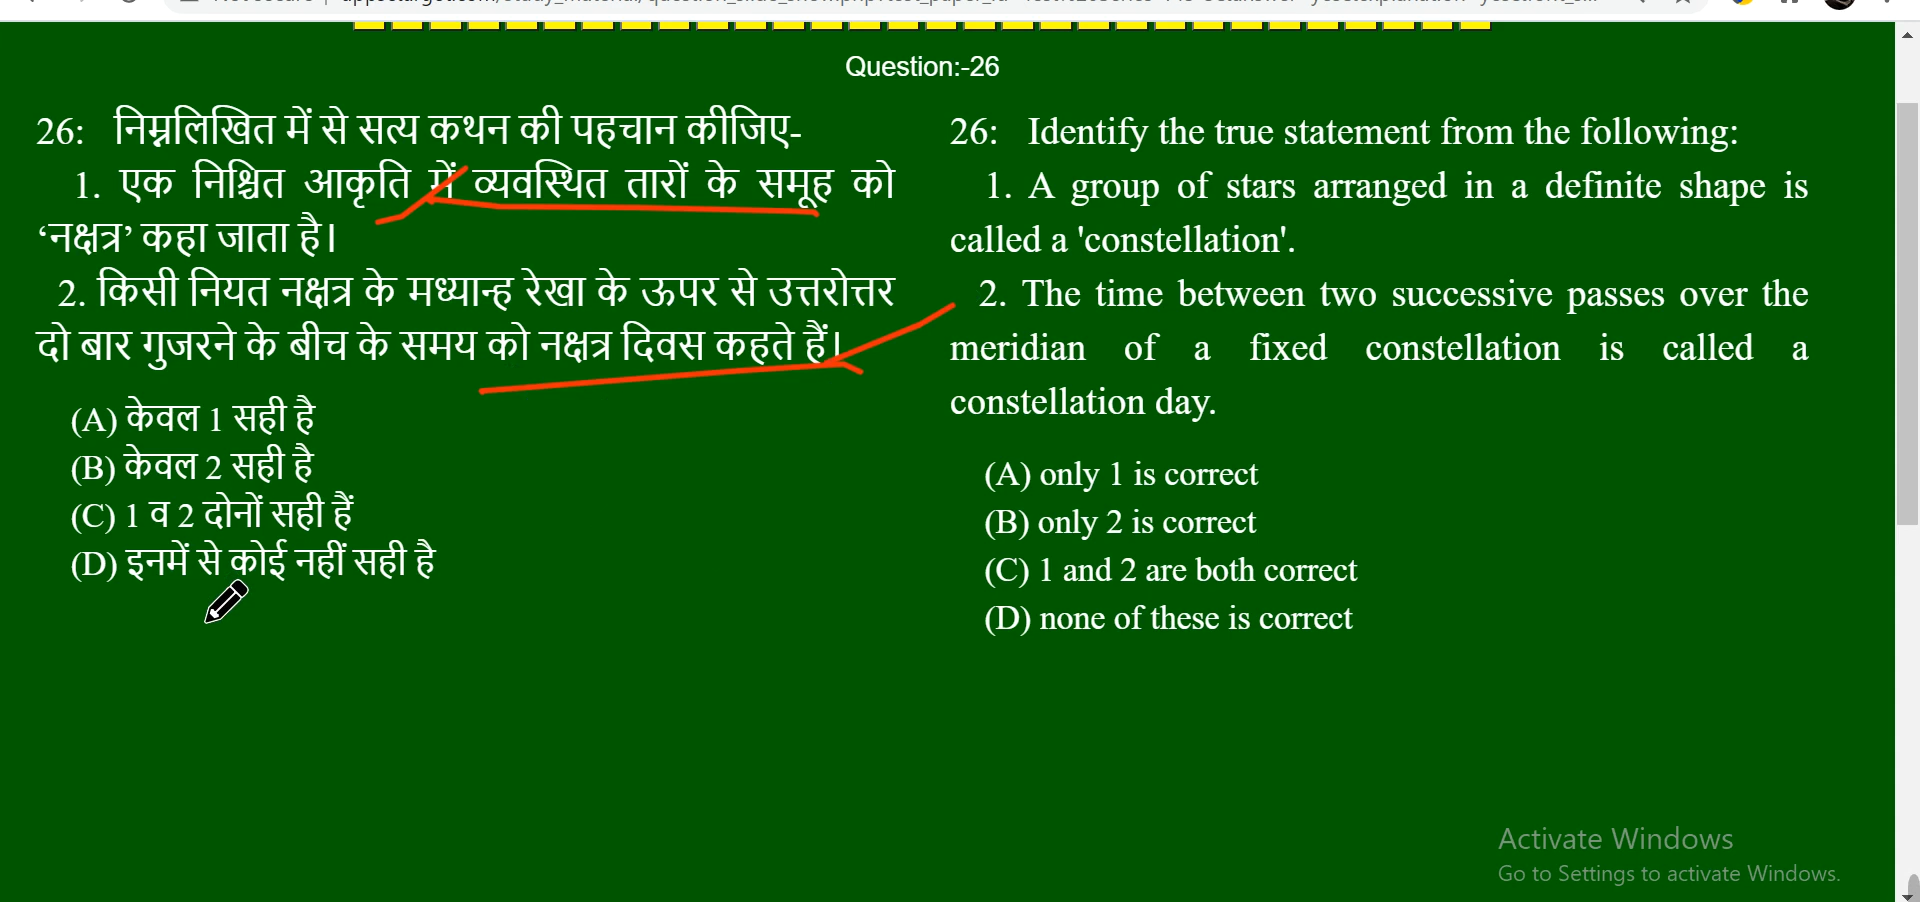 Question:-26
26: निम्नलिखित में से सत्य कथन की पहचान कीजिए-
1. एक निश्चित आकृति में व्यवस्थित तारों के समूह को
‘नक्षत्र’ कहा जाता है।
2. किसी नियत नक्षत्र के मध्यान्ह रेखा के ऊपर से उत्तरोत्तर
दो बार गुजरने के बीच के समय को नक्षत्र दिवस कहते हैं।
(A) केवल 1 सही है
(B) केवल 2 सही है
(C) 1 व 2 दोनों सही हैं
(D) इनमें से कोई नहीं सही है
26: Identify the true statement from the following:
1. A group of stars arranged in a definite shape is
called a 'constellation'.
2. The time between two successive passes over the
meridian of a fixed constellation is called a
constellation day.
(A) only 1 is correct
(B) only 2 is correct
(C) 1 and 2 are both correct
(D) none of these is correct
Activate Windows
Go to Settings to activate Windows.